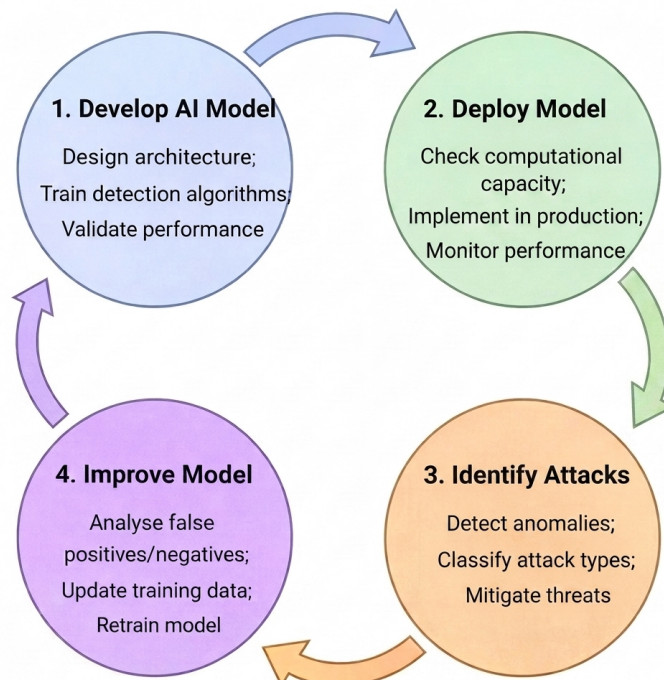 1. Develop AI Model
Design architecture;
Train detection algorithms;
Validate performance
2. Deploy Model
Check computational
capacity;
Implement in production;
Monitor performance
3. Identify Attacks
Detect anomalies;
Classify attack types;
Mitigate threats
4. Improve Model
Analyse false
positives/negatives;
Update training data;
Retrain model